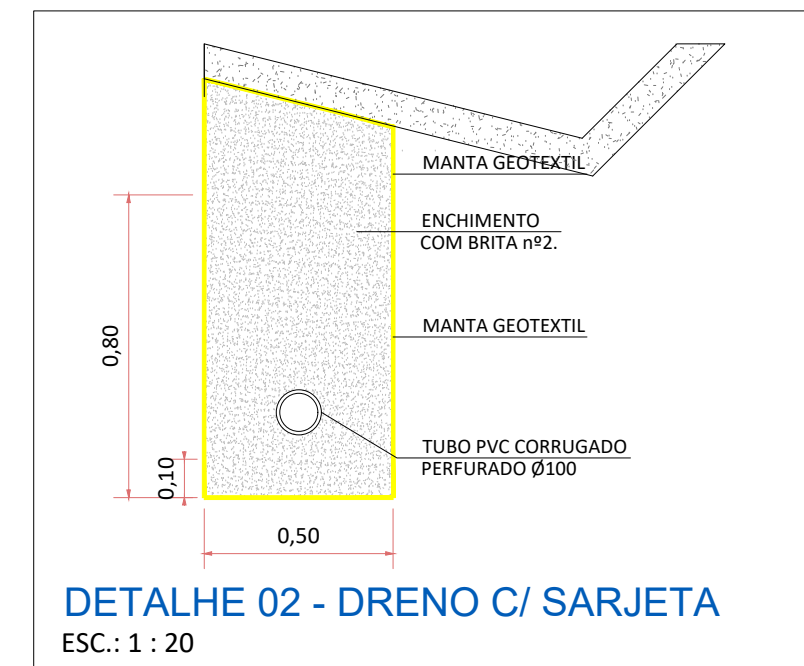 MANTA GEOTEXTIL
ENCHIMENTO
COM BRITA nº2.
0,80
MANTA GEOTEXTIL
TUBO PVC CORRUGADO
PERFURADO Ø100
0,10
0,50
DETALHE 02 - DRENO C/ SARJETA
ESC.: 1 : 20